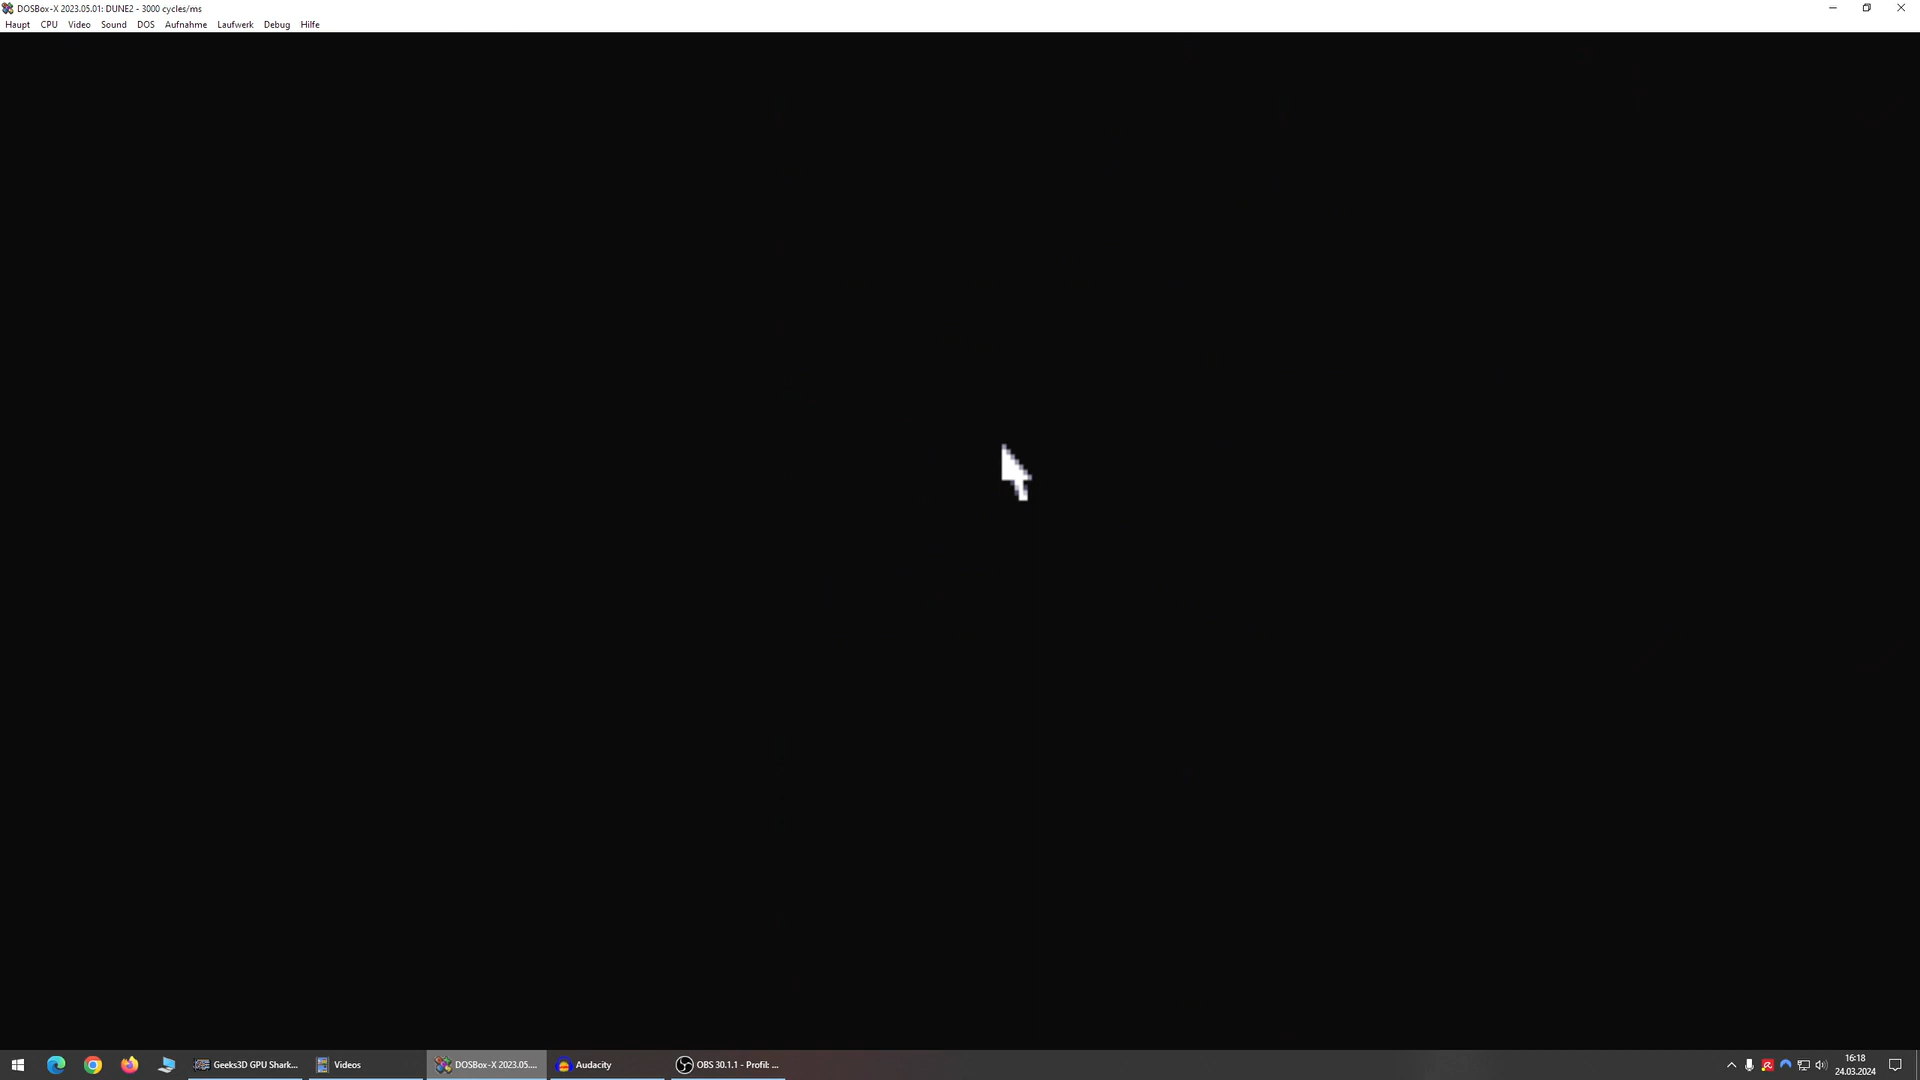 DOSBox-X 2023.05.01: DUNE2 - 3000 cycles/ms
Haupt CPU Video Sound DOS Aufnahme Laufwerk Debug Hilfe
Geeks3D GPU Shark... Videos DOSBox-X 2023.05.... Audacity OBS 30.1.1 - Profil: ...
16:18
24.03.2024